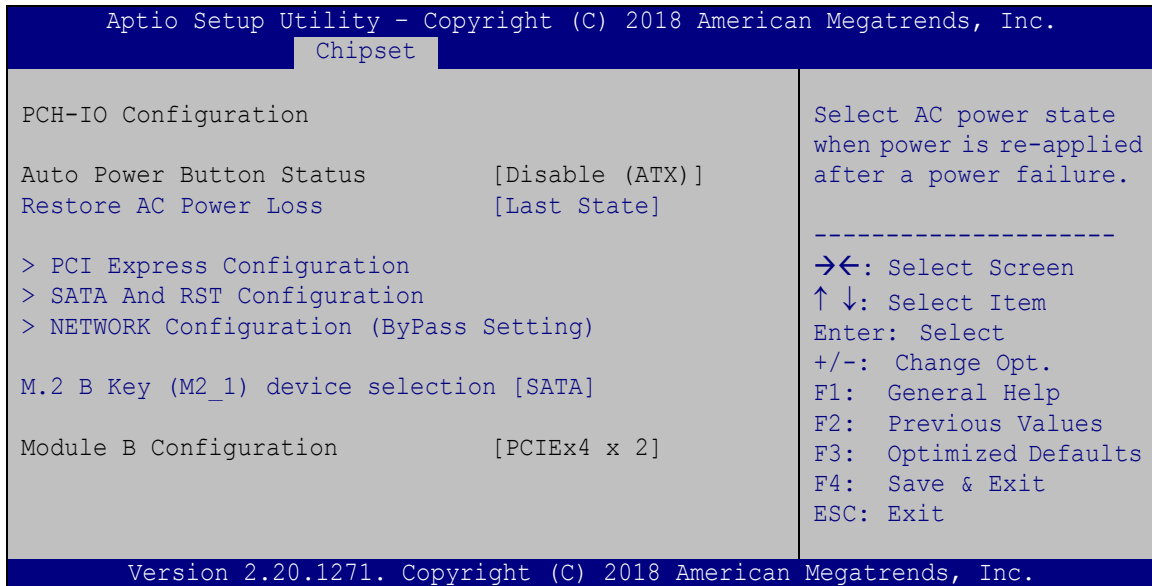 Aptio Setup Utility – Copyright (C) 2018 American Megatrends, Inc.
Chipset
PCH-IO Configuration
Auto Power Button Status [Disable (ATX)]
Restore AC Power Loss [Last State]
> PCI Express Configuration
> SATA And RST Configuration
> NETWORK Configuration (ByPass Setting)
M.2 B Key (M2_1) device selection [SATA]
Module B Configuration [PCIEx4 x 2]
Select AC power state
when power is re-applied
after a power failure.
---------------------
→←: Select Screen
↑ ↓: Select Item
Enter: Select
+/-: Change Opt.
F1: General Help
F2: Previous Values
F3: Optimized Defaults
F4: Save & Exit
ESC: Exit
Version 2.20.1271. Copyright (C) 2018 American Megatrends, Inc.